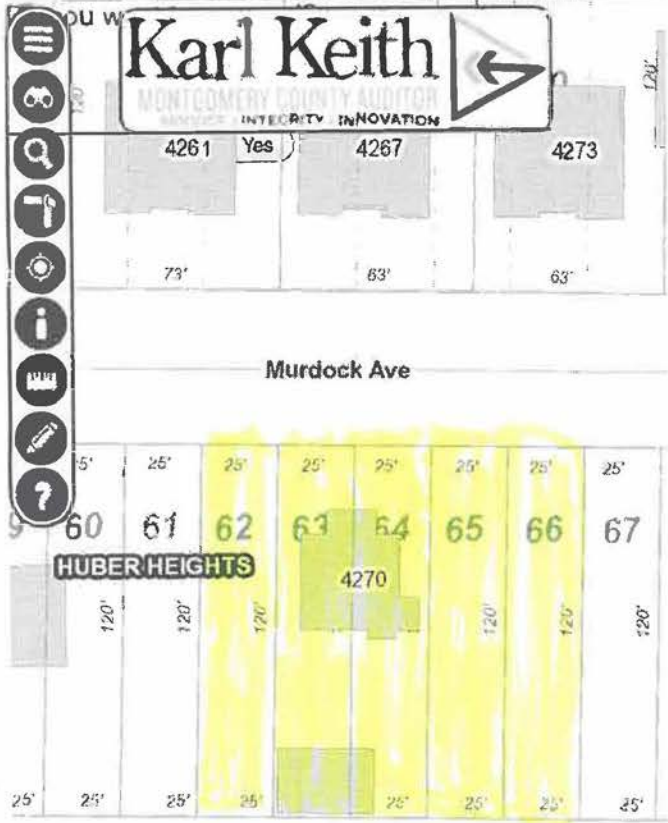 ou w
Karl Keith
MONTGOMERY COUNTY AUDITOR
INTEGRITY INNOVATION
120'
4261 Yes 4267 4273
73' 63' 63'
Murdock Ave
5' 25' 25' 25' 25' 25' 25' 25'
9 60 61 62 63 64 65 66 67
HUBER HEIGHTS
4270
120' 120' 120' 120' 120' 120'
25' 25' 25' 25' 25' 25' 25'